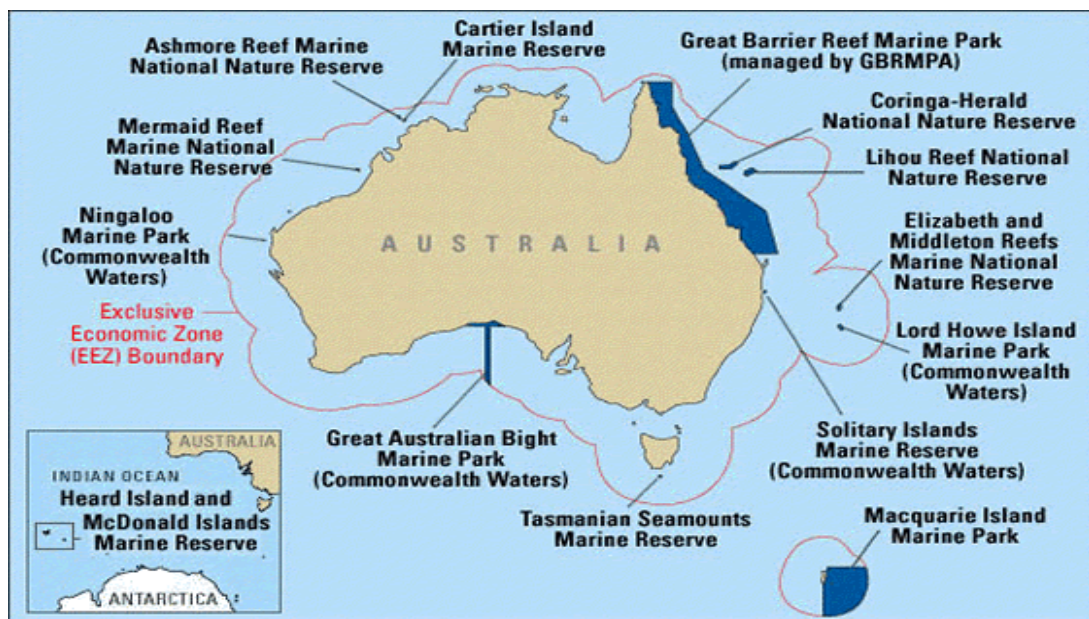 Cartier Island
Marine Reserve
Ashmore Reef Marine
National Nature Reserve
Great Barrier Reef Marine Park
(managed by GBRMPA)
Coringa-Herald
National Nature Reserve
Mermaid Reef
Marine National
Nature Reserve
Lihou Reef National
Nature Reserve
Ningaloo
Marine Park
(Commonwealth
Waters)
AUSTRALIA
Elizabeth and
Middleton Reefs
Marine National
Nature Reserve
Exclusive
Economic Zone
(EEZ) Boundary
Lord Howe Island
Marine Park
(Commonwealth
Waters)
Great Australian Bight
Marine Park
(Commonwealth Waters)
Solitary Islands
Marine Reserve
(Commonwealth Waters)
Tasmanian Seamounts
Marine Reserve
Macquarie Island
Marine Park
AUSTRALIA
INDIAN OCEAN
Heard Island and
McDonald Islands
Marine Reserve
ANTARCTICA